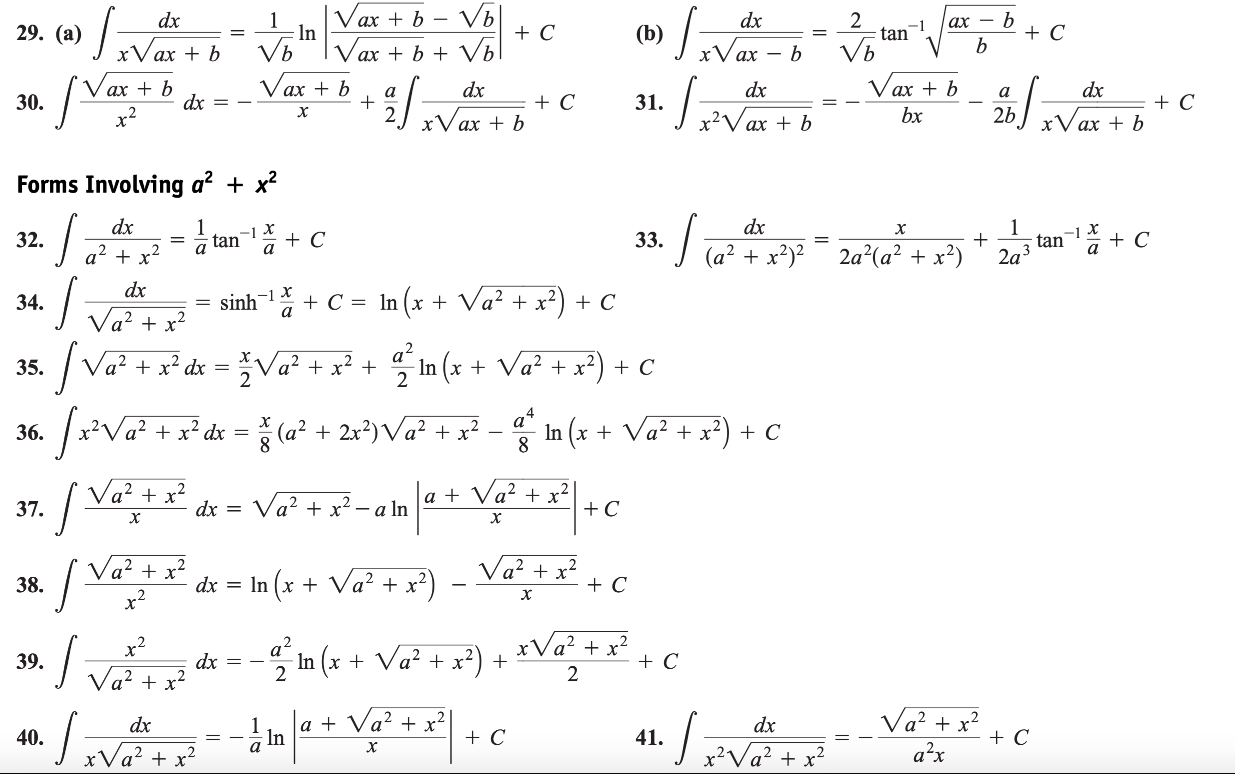 29. (a) ∫ dx/(x√(ax + b)) = (1/√b) ln |(√(ax + b) − √b)/(√(ax + b) + √b)| + C (b) ∫ dx/(x√(ax − b)) = (2/√b) tan⁻¹ √((ax − b)/b) + C
30. ∫ (√(ax + b)/x²) dx = −√(ax + b)/x + (a/2) ∫ dx/(x√(ax + b)) + C 31. ∫ dx/(x²√(ax + b)) = −√(ax + b)/(bx) − (a/2b) ∫ dx/(x√(ax + b)) + C
Forms Involving a² + x²
32. ∫ dx/(a² + x²) = (1/a) tan⁻¹ (x/a) + C 33. ∫ dx/(a² + x²)² = x/(2a²(a² + x²)) + (1/2a³) tan⁻¹ (x/a) + C
34. ∫ dx/√(a² + x²) = sinh⁻¹ (x/a) + C = ln (x + √(a² + x²)) + C
35. ∫ √(a² + x²) dx = (x/2)√(a² + x²) + (a²/2) ln (x + √(a² + x²)) + C
36. ∫ x²√(a² + x²) dx = (x/8)(a² + 2x²)√(a² + x²) − (a⁴/8) ln (x + √(a² + x²)) + C
37. ∫ (√(a² + x²)/x) dx = √(a² + x²) − a ln |(a + √(a² + x²))/x| + C
38. ∫ (√(a² + x²)/x²) dx = ln (x + √(a² + x²)) − √(a² + x²)/x + C
39. ∫ (x²/√(a² + x²)) dx = −(a²/2) ln (x + √(a² + x²)) + (x√(a² + x²))/2 + C
40. ∫ dx/(x√(a² + x²)) = −(1/a) ln |(a + √(a² + x²))/x| + C 41. ∫ dx/(x²√(a² + x²)) = −√(a² + x²)/(a²x) + C